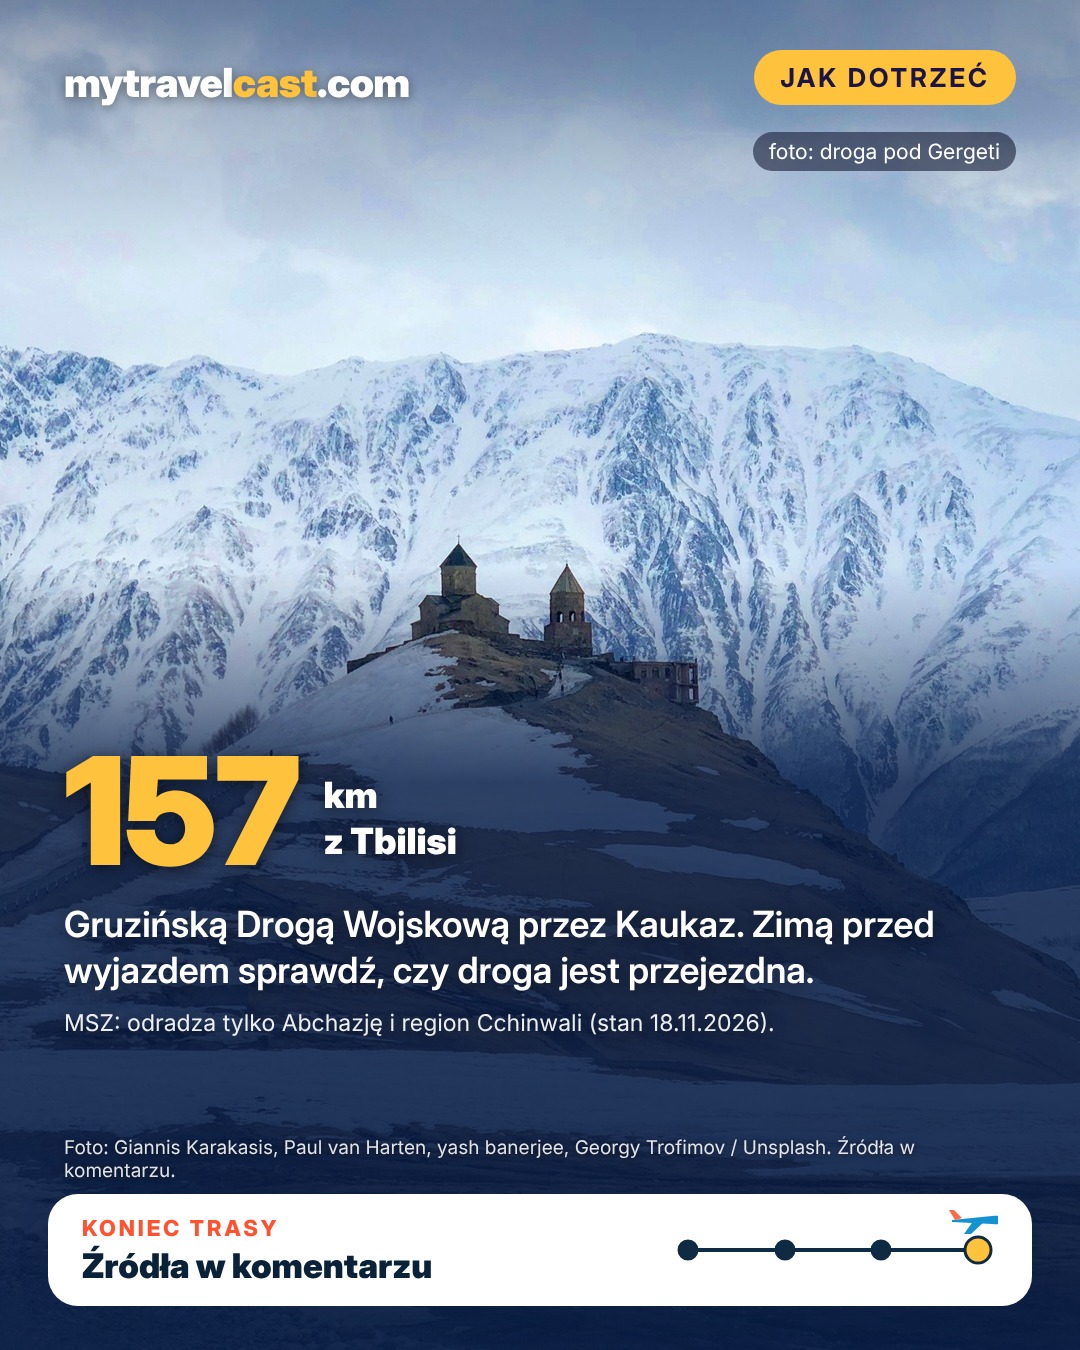 mytravelcast.com
JAK DOTRZEĆ
foto: droga pod Gergeti
157
km
z Tbilisi
Gruzińską Drogą Wojskową przez Kaukaz. Zimą przed
wyjazdem sprawdź, czy droga jest przejezdna.
MSZ: odradza tylko Abchazję i region Cchinwali (stan 18.11.2026).
Foto: Giannis Karakasis, Paul van Harten, yash banerjee, Georgy Trofimov / Unsplash. Źródła w
komentarzu.
KONIEC TRASY
Źródła w komentarzu